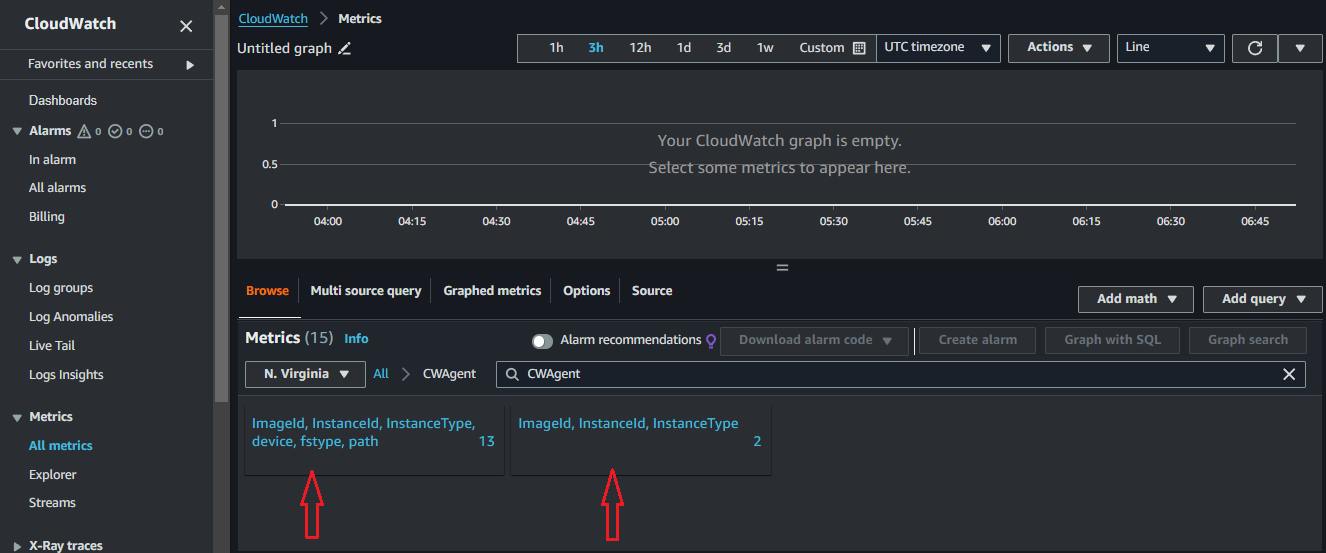 CloudWatch
Favorites and recents
Dashboards
Alarms 0 0 0
In alarm
All alarms
Billing
Logs
Log groups
Log Anomalies
Live Tail
Logs Insights
Metrics
All metrics
Explorer
Streams
X-Ray traces
CloudWatch Metrics
Untitled graph 1h 3h 12h 1d 3d 1w Custom UTC timezone Actions Line
1
Your CloudWatch graph is empty.
0.5
Select some metrics to appear here.
0
04:00 04:15 04:30 04:45 05:00 05:15 05:30 05:45 06:00 06:15 06:30 06:45
Browse Multi source query Graphed metrics Options Source
Add math Add query
Metrics (15) Info Alarm recommendations Download alarm code Create alarm Graph with SQL Graph search
N. Virginia All CWAgent CWAgent
ImageId, InstanceId, InstanceType,
device, fstype, path 13
ImageId, InstanceId, InstanceType
2